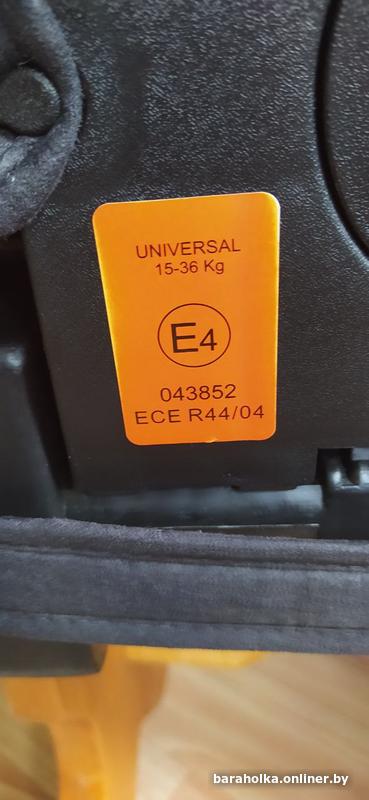 UNIVERSAL
15-36 Kg
E4
043852
ECE R44/04
baraholka.onliner.by